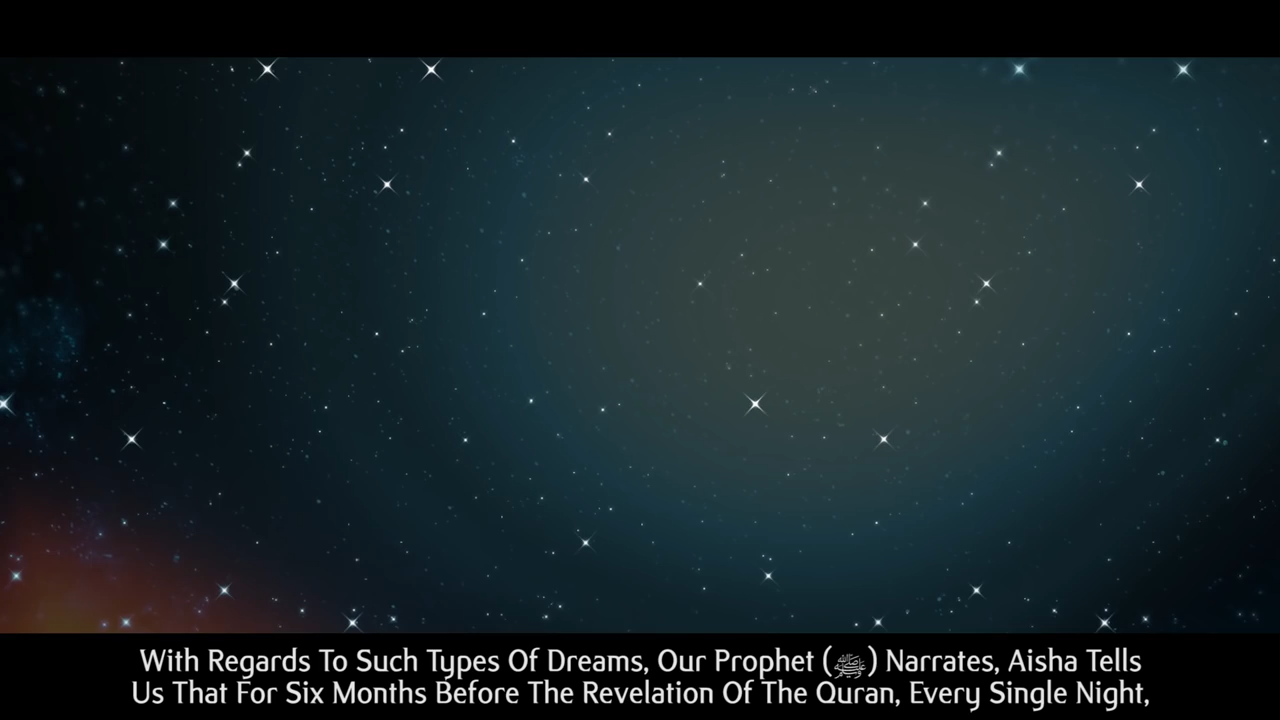 With Regards To Such Types Of Dreams, Our Prophet (ﷺ) Narrates, Aisha Tells
Us That For Six Months Before The Revelation Of The Quran, Every Single Night,